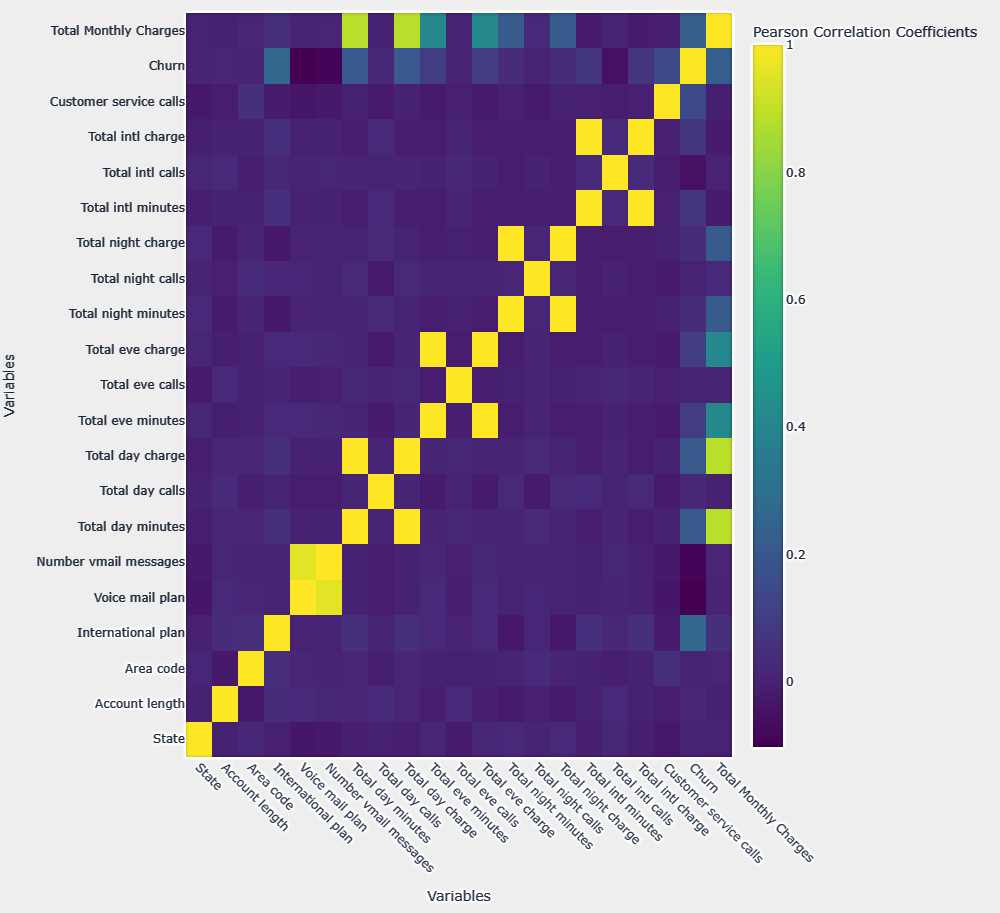 Pearson Correlation Coefficients
Total Monthly Charges
Churn
Customer service calls
Total intl charge
Total intl calls
Total intl minutes
Total night charge
Total night calls
Total night minutes
Total eve charge
Total eve calls
Total eve minutes
Total day charge
Total day calls
Total day minutes
Number vmail messages
Voice mail plan
International plan
Area code
Account length
State
Variables
1
0.8
0.6
0.4
0.2
0
State
Account length
Area code
International plan
Voice mail plan
Number vmail messages
Total day minutes
Total day calls
Total day charge
Total eve minutes
Total eve calls
Total eve charge
Total night minutes
Total night calls
Total night charge
Total intl minutes
Total intl calls
Total intl charge
Customer service calls
Churn
Total Monthly Charges
Variables